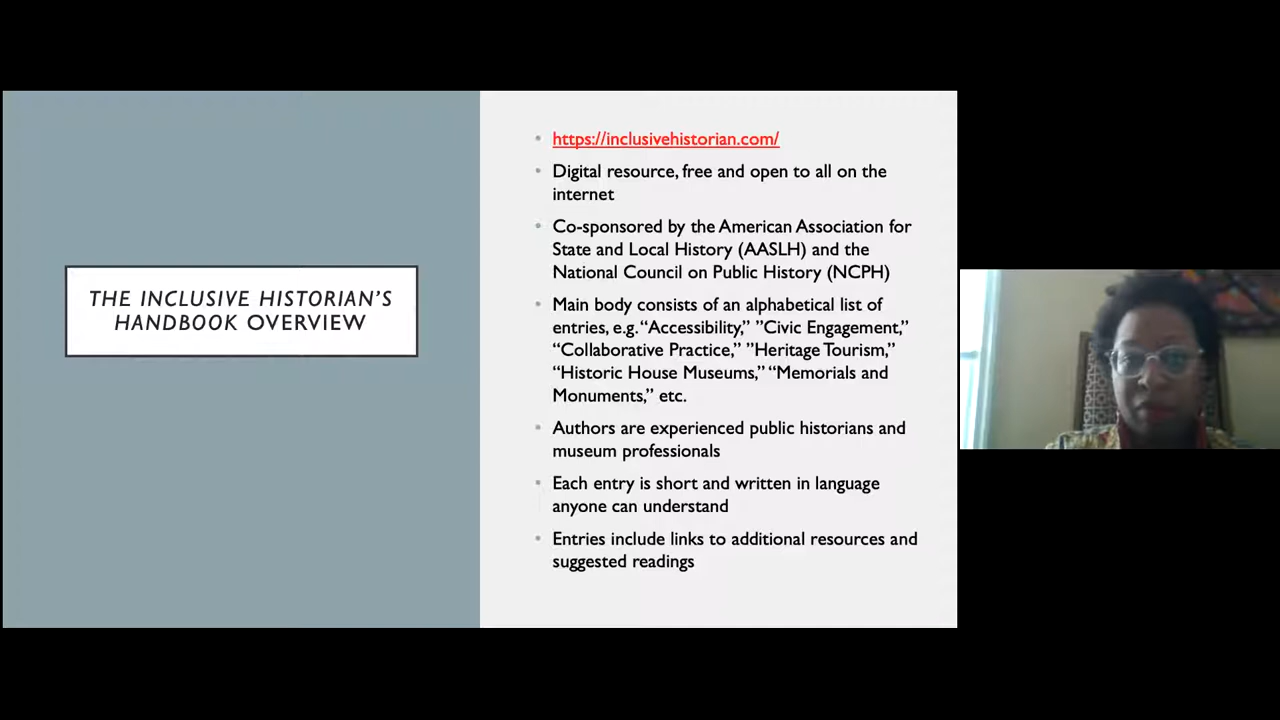 THE INCLUSIVE HISTORIAN'S
HANDBOOK OVERVIEW
• https://inclusivehistorian.com/
• Digital resource, free and open to all on the
internet
• Co-sponsored by the American Association for
State and Local History (AASLH) and the
National Council on Public History (NCPH)
• Main body consists of an alphabetical list of
entries, e.g. “Accessibility,” ”Civic Engagement,”
“Collaborative Practice,” ”Heritage Tourism,”
“Historic House Museums,” “Memorials and
Monuments,” etc.
• Authors are experienced public historians and
museum professionals
• Each entry is short and written in language
anyone can understand
• Entries include links to additional resources and
suggested readings